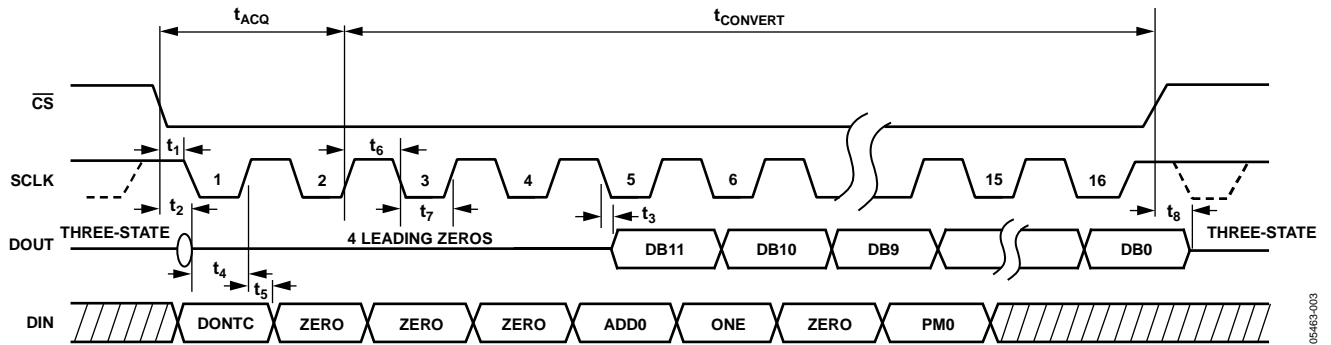 tACQ tCONVERT
CS
t1 t6
SCLK 1 2 3 4 5 6 15 16
t2 t7 t3 t8
DOUT THREE-STATE 4 LEADING ZEROS DB11 DB10 DB9 DB0 THREE-STATE
t4 t5
DIN DONTC ZERO ZERO ZERO ADD0 ONE ZERO PM0
05463-003